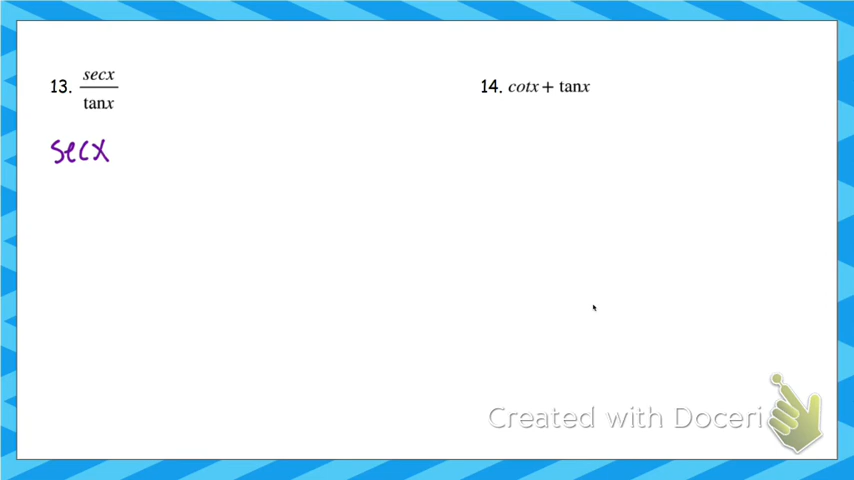 13. secx
tanx
secx
14. cotx + tanx
Created with Doceri